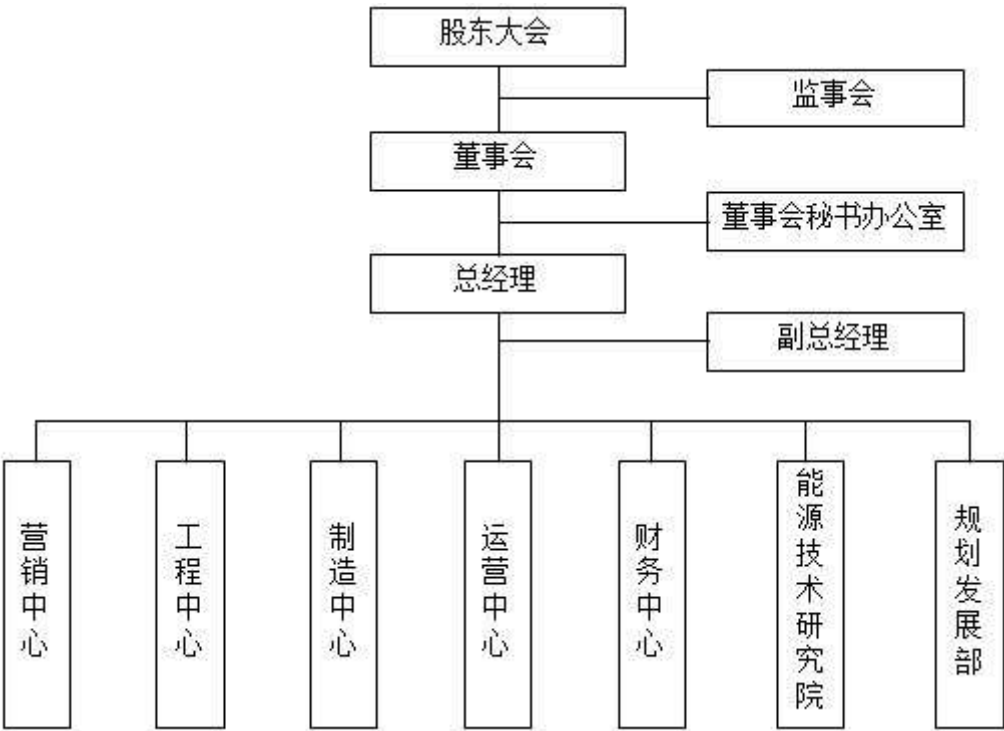 股东大会
监事会
董事会
董事会秘书办公室
总经理
副总经理
营销中心
工程中心
制造中心
运营中心
财务中心
能源技术研究院
规划发展部